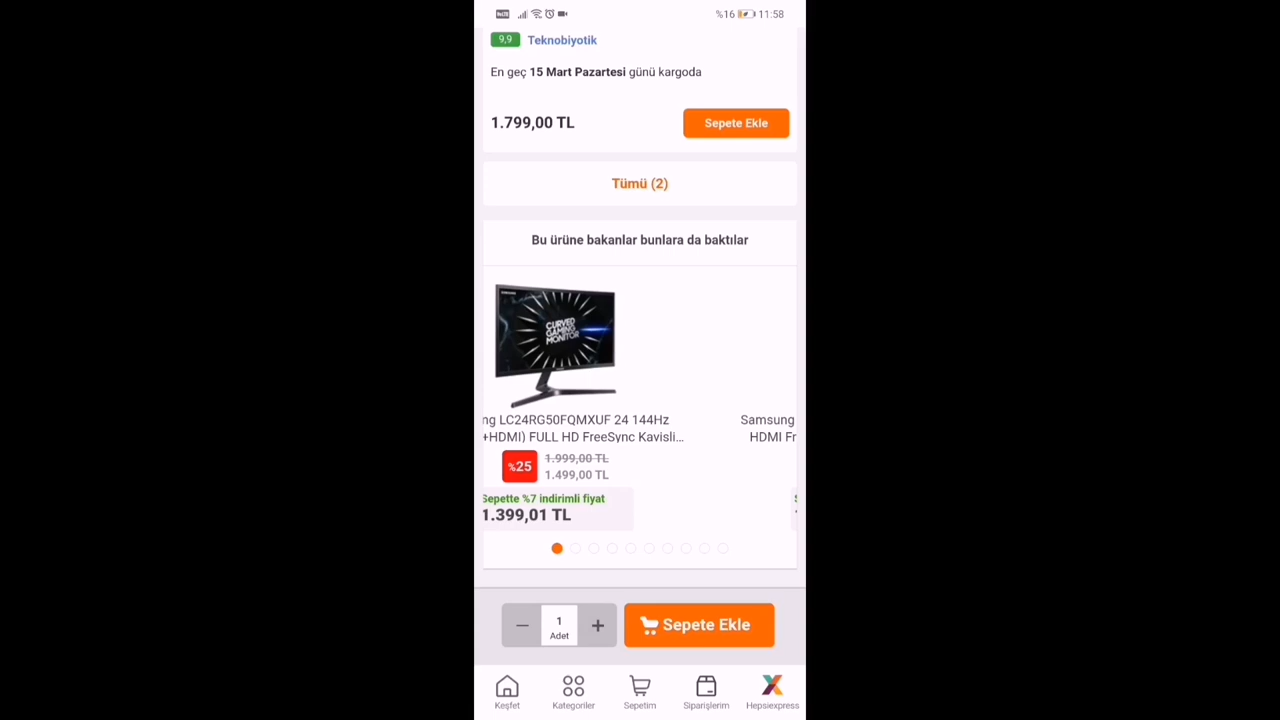 %16 11:58
9,9 Teknobiyotik
En geç 15 Mart Pazartesi günü kargoda
1.799,00 TL
Sepete Ekle
Tümü (2)
Bu ürüne bakanlar bunlara da baktılar
SAMSUNG
CURVED
GAMING
MONITOR
ng LC24RG50FQMXUF 24 144Hz
+HDMI) FULL HD FreeSync Kavisli...
Samsung
HDMI Fr
%25
1.999,00 TL
1.499,00 TL
Sepette %7 indirimli fiyat
1.399,01 TL
1
Adet
Sepete Ekle
Keşfet
Kategoriler
Sepetim
Siparişlerim
Hepsiexpress